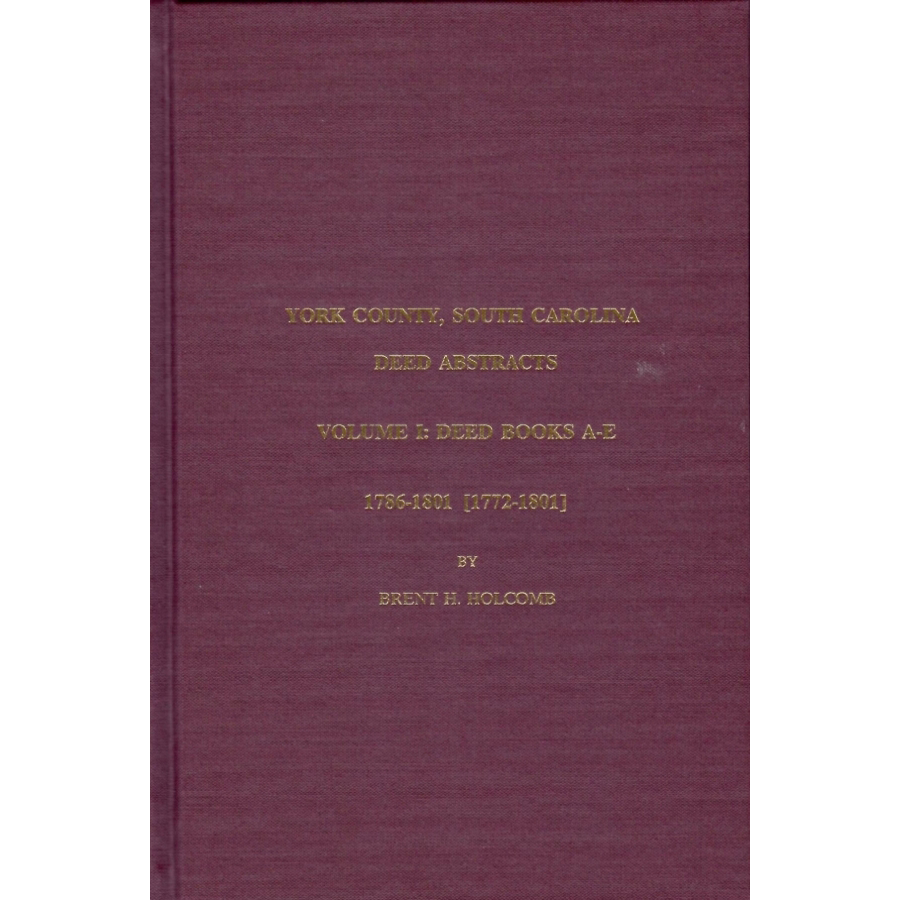 YORK COUNTY, SOUTH CAROLINA
DEED ABSTRACTS
VOLUME I: DEED BOOKS A-E
1786-1801 [1772-1801]
BY
BRENT H. HOLCOMB